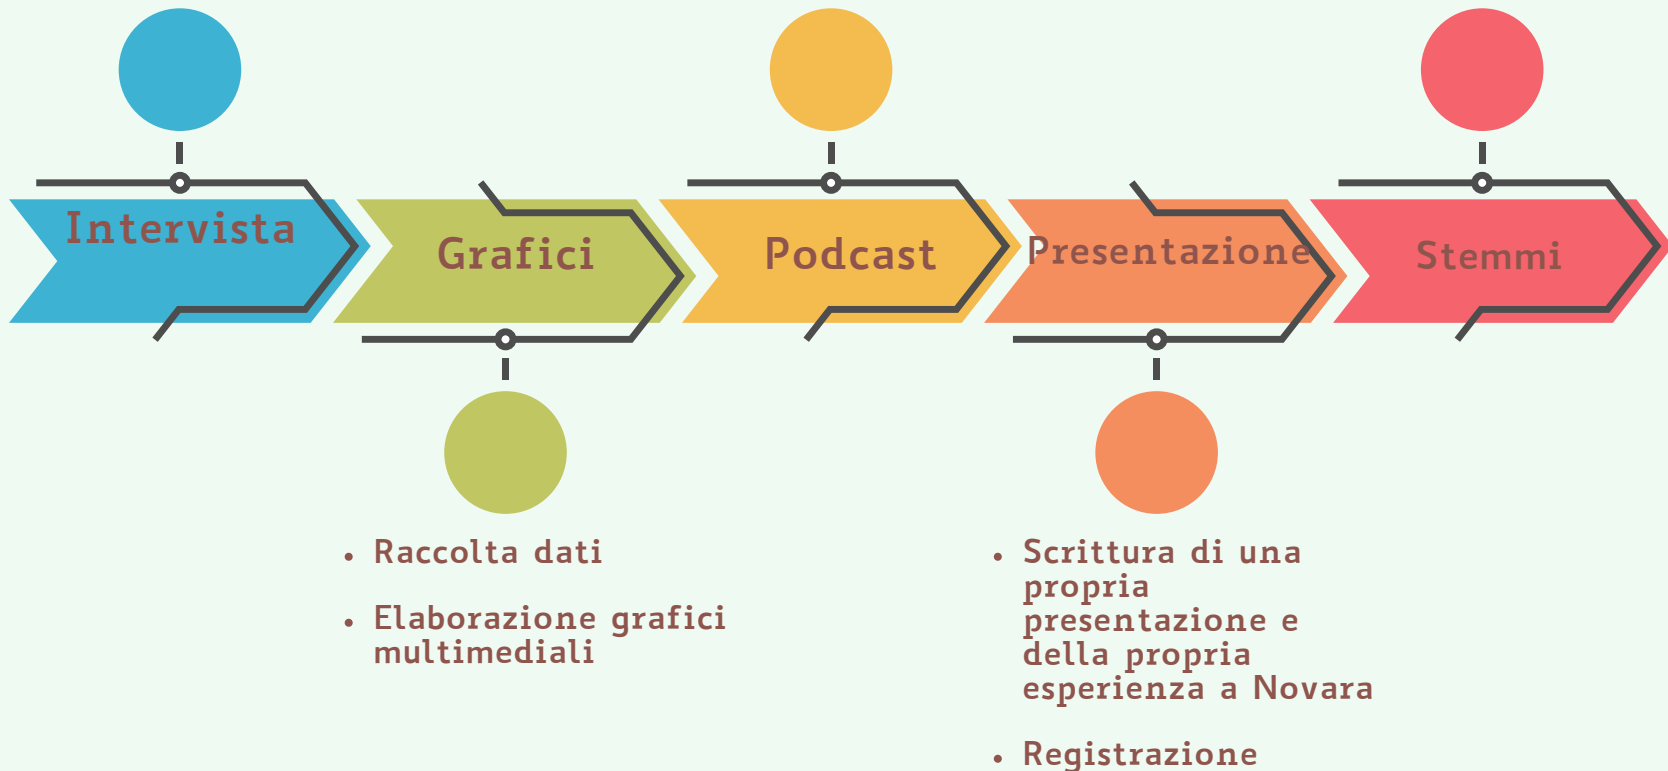 Intervista
Grafici
Podcast
Presentazione
Stemmi
• Raccolta dati
• Elaborazione grafici
multimediali
• Scrittura di una
propria
presentazione e
della propria
esperienza a Novara
• Registrazione